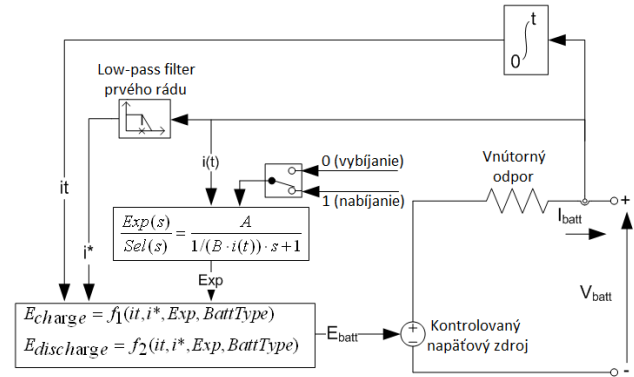 t
0
Low-pass filter
prvého rádu
it
i*
i(t)
0 (vybíjanie)
1 (nabíjanie)
Vnútorný
odpor
+
I_batt
V_batt
Exp(s)/Sel(s) = A/(1/(B·i(t))·s+1)
Exp
E_charge = f_1(it,i*,Exp,BattType)
E_discharge = f_2(it,i*,Exp,BattType)
E_batt
+
−
Kontrolovaný
napäťový zdroj
-